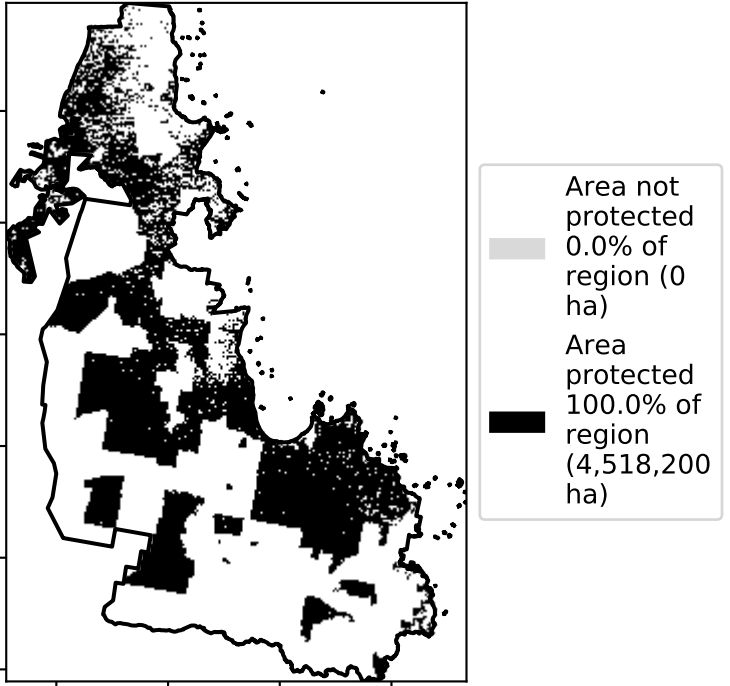 Area not
protected
0.0% of
region (0
ha)
Area
protected
100.0% of
region
(4,518,200
ha)